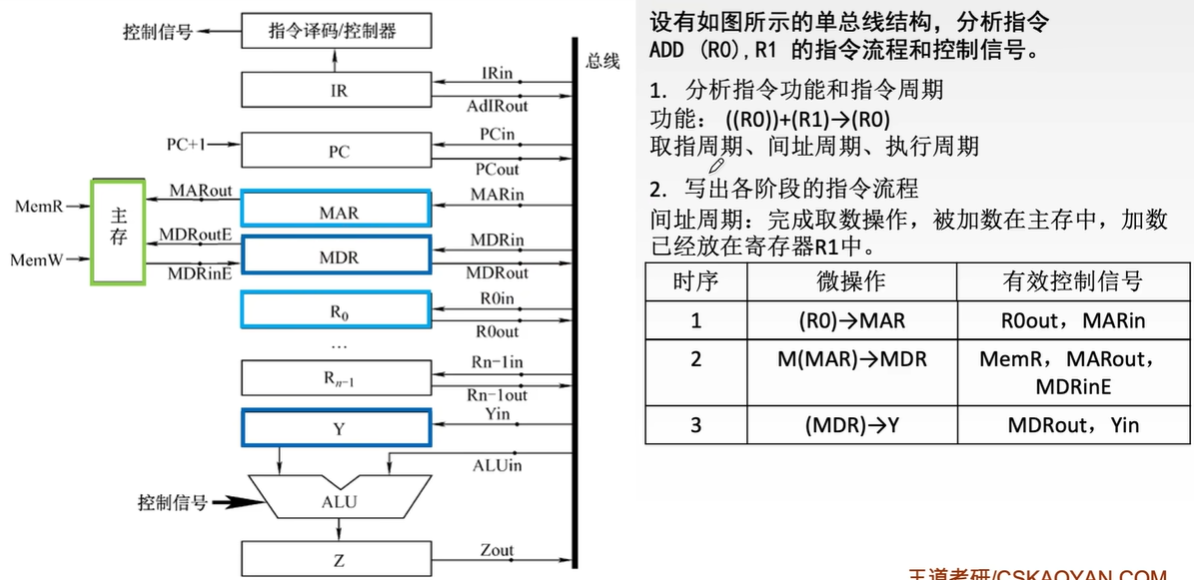 指令译码/控制器
控制信号
总线
IRin
IR
AdIRout
PCin
PC+1
PC
PCout
MARout
MARin
MAR
MemR
主存
MDRoutE
MDRin
MDR
MemW
MDRinE
MDRout
R0in
R₀
R0out
…
Rn-1in
Rₙ₋₁
Rn-1out
Yin
Y
ALUin
控制信号
ALU
Zout
Z
设有如图所示的单总线结构，分析指令
ADD (R0),R1 的指令流程和控制信号。
1. 分析指令功能和指令周期
功能： ((R0))+(R1)→(R0)
取指周期、间址周期、执行周期
2. 写出各阶段的指令流程
间址周期：完成取数操作，被加数在主存中，加数
已经放在寄存器R1中。
时序 微操作 有效控制信号
1 (R0)→MAR R0out，MARin
2 M(MAR)→MDR MemR，MARout，
MDRinE
3 (MDR)→Y MDRout，Yin
王道考研/CSKAOYAN.COM